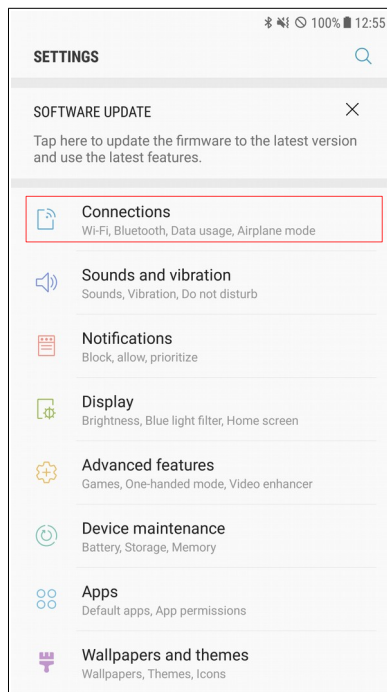 100% 12:55
SETTINGS
SOFTWARE UPDATE
Tap here to update the firmware to the latest version
and use the latest features.
Connections
Wi-Fi, Bluetooth, Data usage, Airplane mode
Sounds and vibration
Sounds, Vibration, Do not disturb
Notifications
Block, allow, prioritize
Display
Brightness, Blue light filter, Home screen
Advanced features
Games, One-handed mode, Video enhancer
Device maintenance
Battery, Storage, Memory
Apps
Default apps, App permissions
Wallpapers and themes
Wallpapers, Themes, Icons